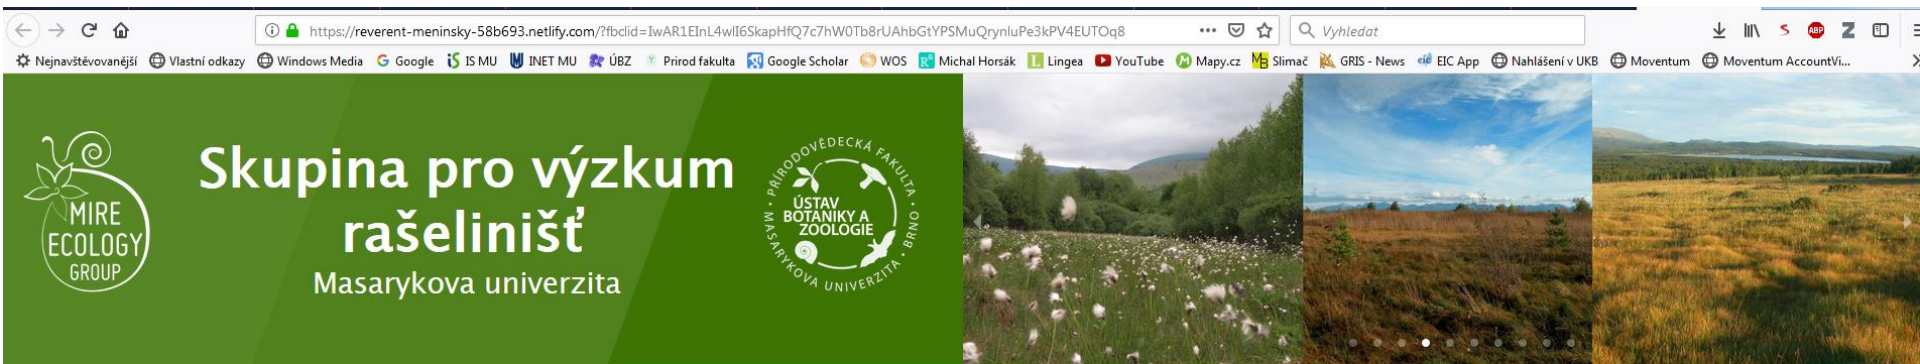 https://reverent-meninsky-58b693.netlify.com/?fbclid=IwAR1EInL4wlI6SkapHfQ7c7hW0Tb8rUAhbGtYPSMuQrynluPe3kPV4EUTOq8 Vyhledat
Nejnavštěvovanější Vlastní odkazy Windows Media Google IS MU INET MU ÚBZ Prirod fakulta Google Scholar WOS Michal Horsák Lingea YouTube Mapy.cz Slimač GRIS - News EIC App Nahlášení v UKB Moventum Moventum AccountVi...
MIRE
ECOLOGY
GROUP
Skupina pro výzkum
rašelinišť
Masarykova univerzita
PŘÍRODOVĚDECKÁ FAKULTA
MASARYKOVA UNIVERZITA · BRNO
ÚSTAV
BOTANIKY A
ZOOLOGIE